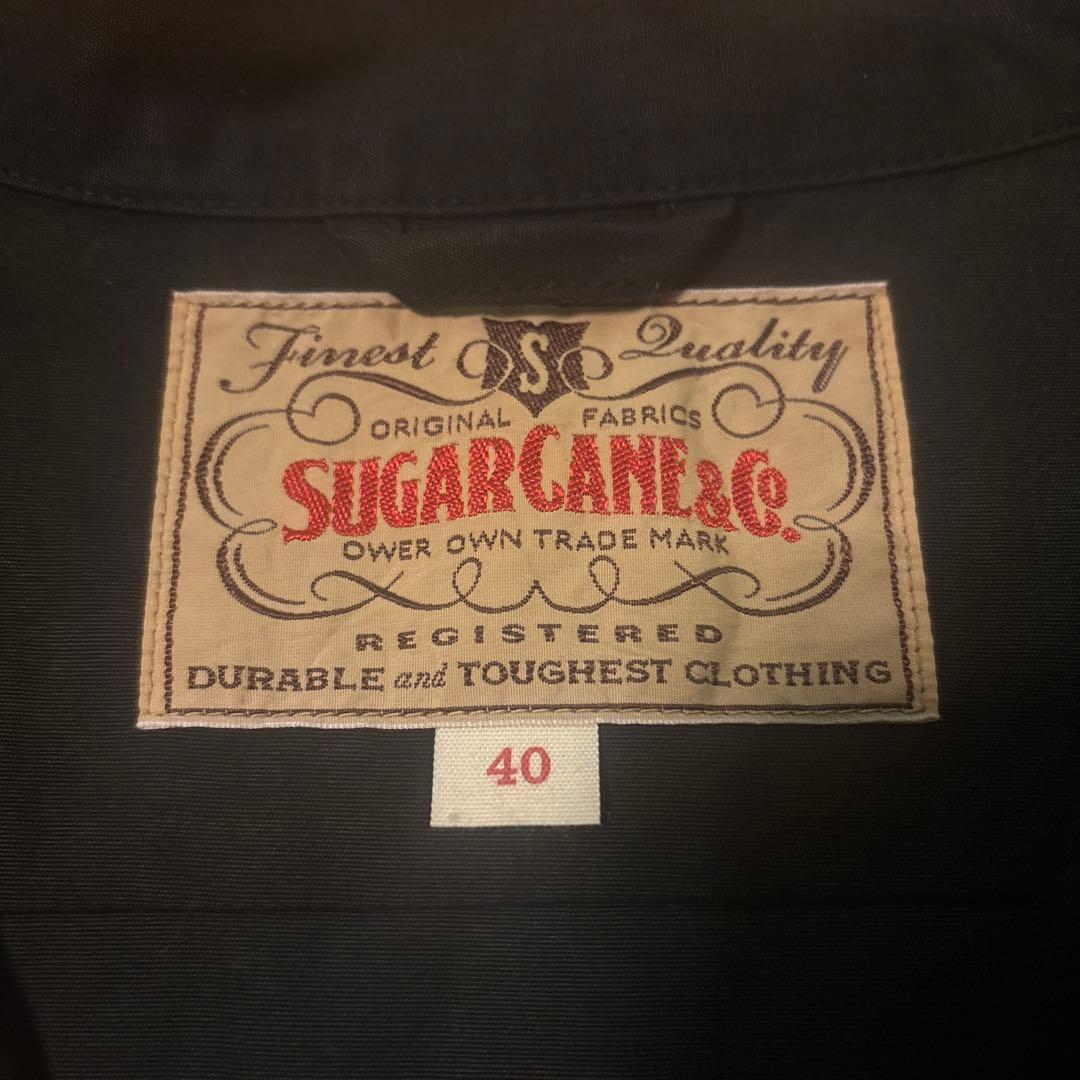 Finest S Quality
ORIGINAL FABRICS
SUGAR CANE & CO.
OWER OWN TRADE MARK
REGISTERED
DURABLE and TOUGHEST CLOTHING
40